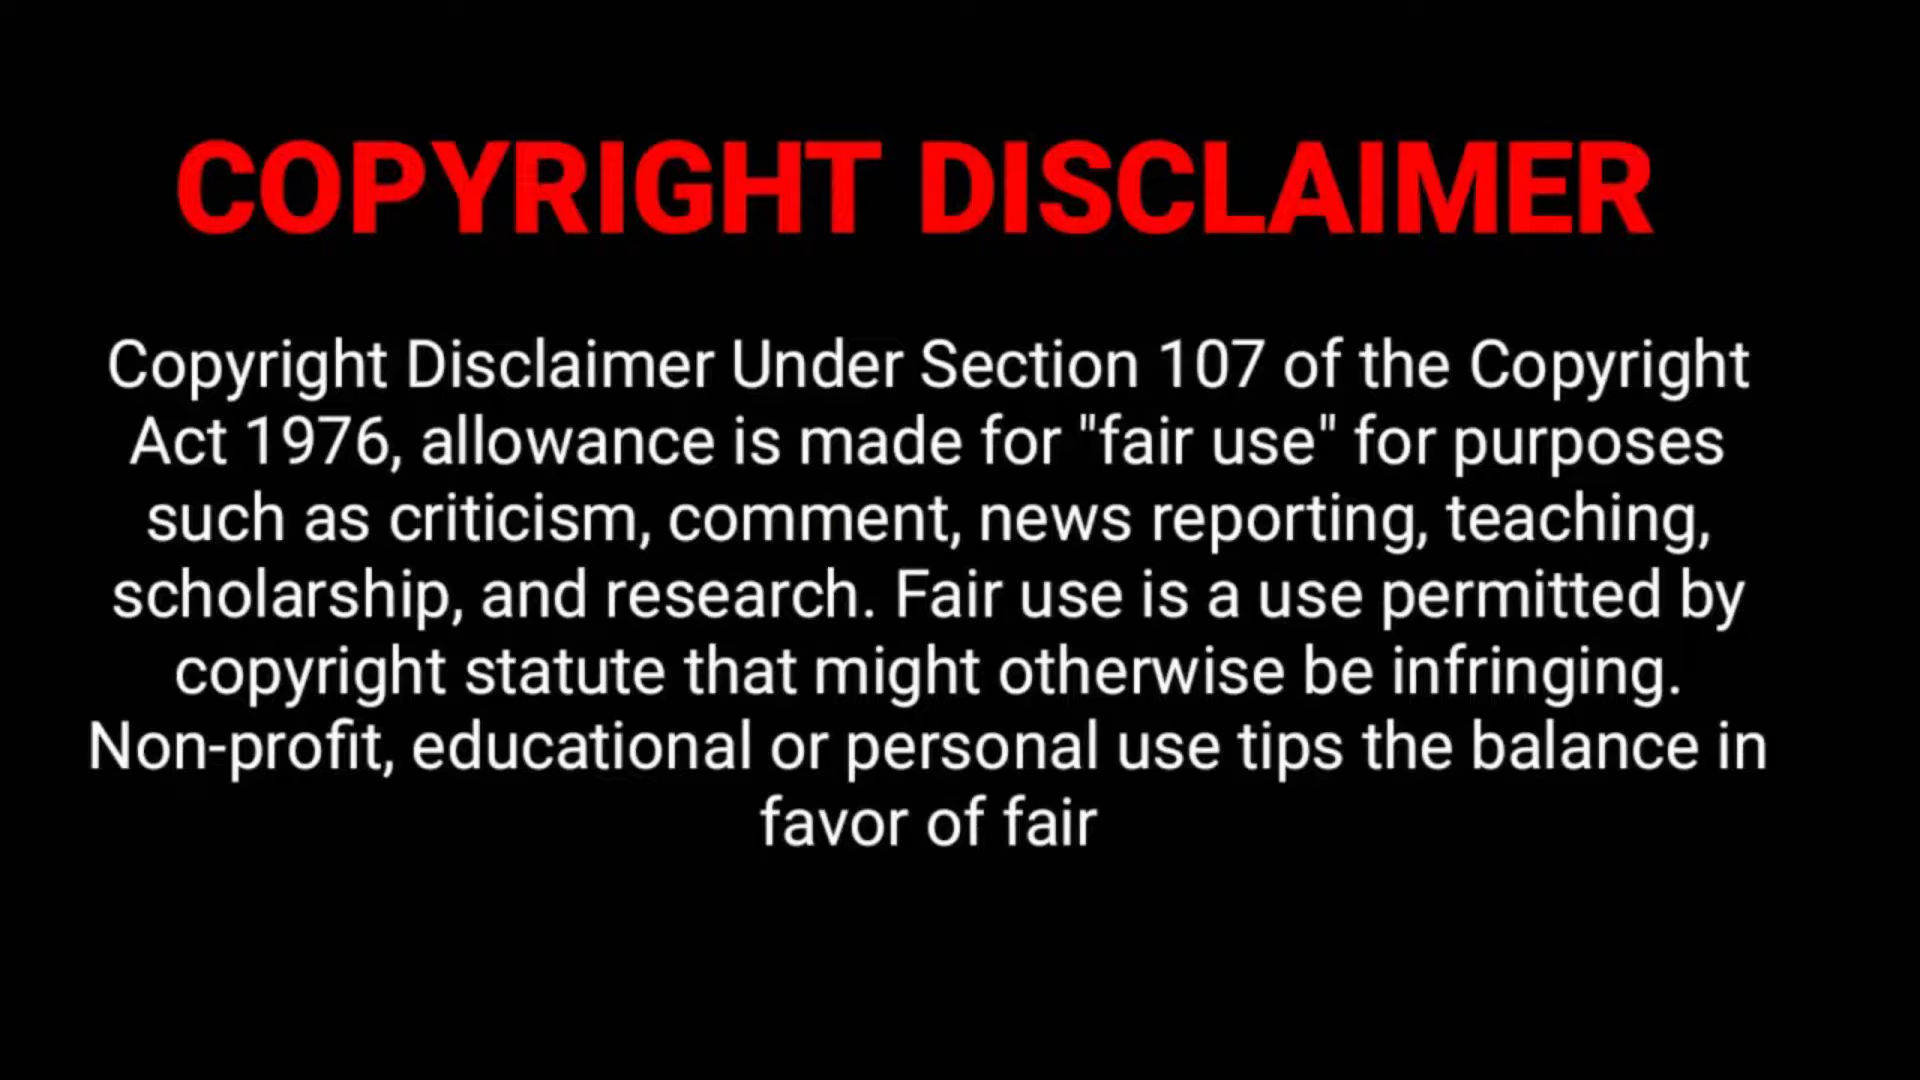 COPYRIGHT DISCLAIMER
Copyright Disclaimer Under Section 107 of the Copyright
Act 1976, allowance is made for "fair use" for purposes
such as criticism, comment, news reporting, teaching,
scholarship, and research. Fair use is a use permitted by
copyright statute that might otherwise be infringing.
Non-profit, educational or personal use tips the balance in
favor of fair